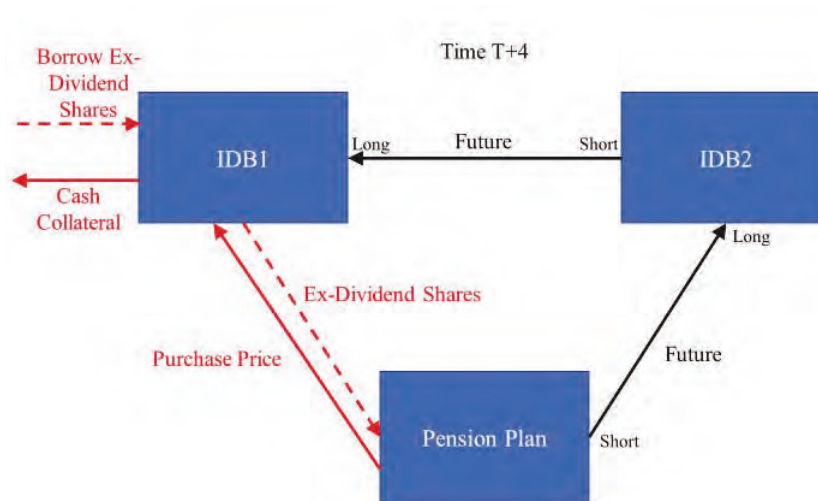 Time T+4
Borrow Ex-
Dividend
Shares
IDB1
Long
Future
Short
IDB2
Cash
Collateral
Long
Ex-Dividend Shares
Purchase Price
Future
Pension Plan
Short